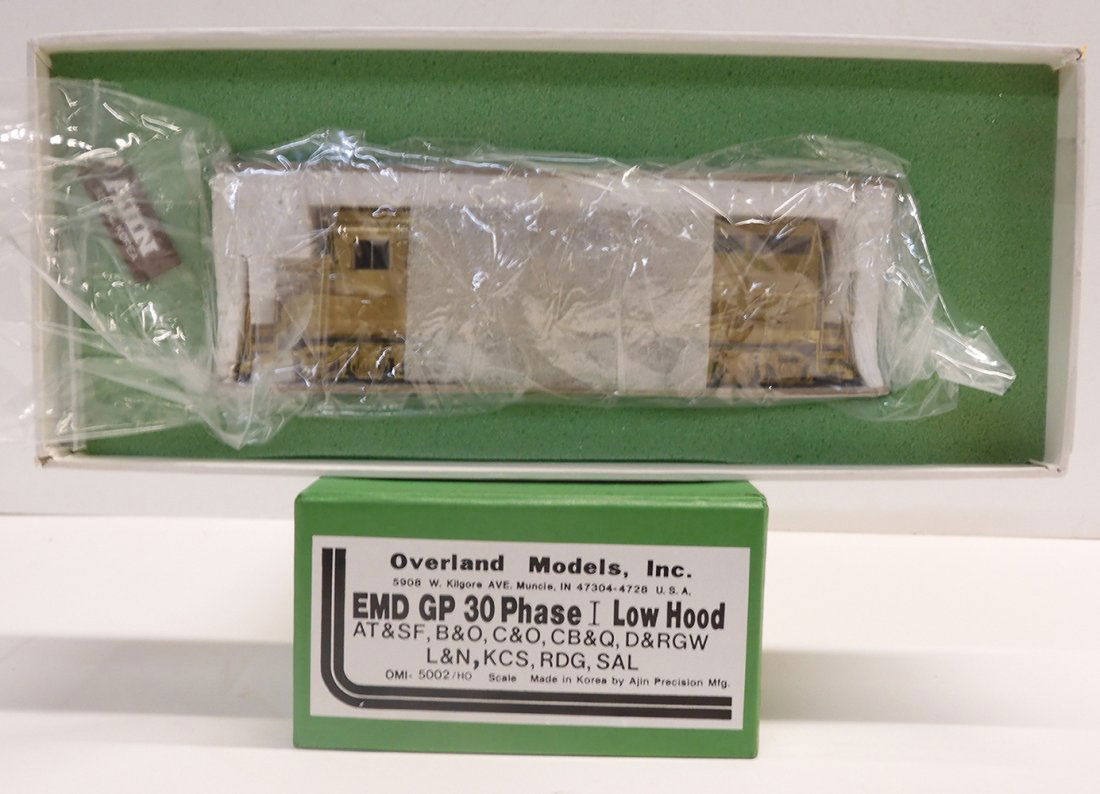 AJIN
Overland Models, Inc.
5908 W. Kilgore AVE. Muncie, IN 47304-4728 U.S.A.
EMD GP 30 Phase I Low Hood
AT&SF, B&O, C&O, CB&Q, D&RGW
L&N, KCS, RDG, SAL
OMI- 5002/HO Scale Made in Korea by Ajin Precision Mfg.